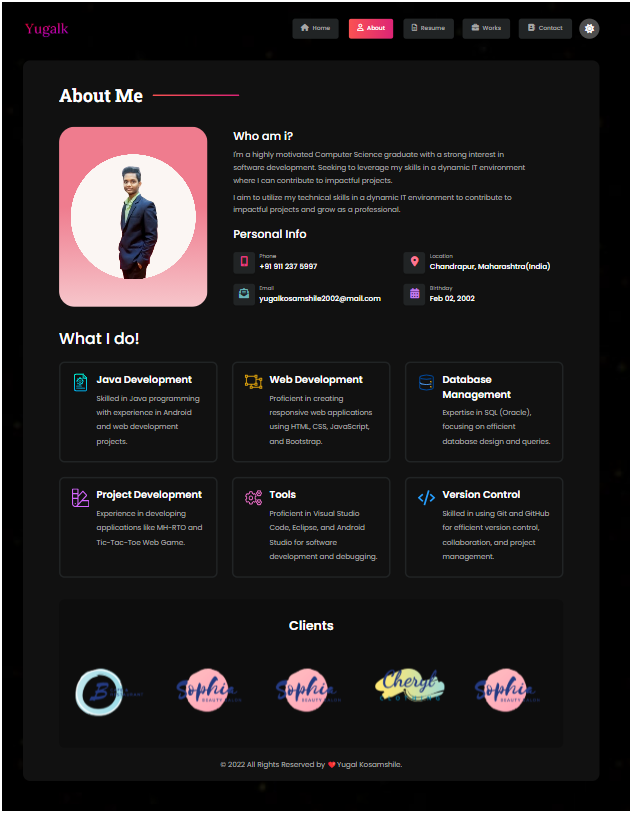 Yugalk
Home
About
Resume
Works
Contact
About Me
Who am i?
I'm a highly motivated Computer Science graduate with a strong interest in
software development. Seeking to leverage my skills in a dynamic IT environment
where I can contribute to impactful projects.
I aim to utilize my technical skills in a dynamic IT environment to contribute to
impactful projects and grow as a professional.
Personal Info
Phone
+91 911 237 5997
Location
Chandrapur, Maharashtra(India)
Email
yugalkosamshile2002@mail.com
Birthday
Feb 02, 2002
What I do!
Java Development
Skilled in Java programming
with experience in Android
and web development
projects.
Web Development
Proficient in creating
responsive web applications
using HTML, CSS, JavaScript,
and Bootstrap.
Database
Management
Expertise in SQL (Oracle),
focusing on efficient
database design and queries.
Project Development
Experience in developing
applications like MH-RTO and
Tic-Tac-Toe Web Game.
Tools
Proficient in Visual Studio
Code, Eclipse, and Android
Studio for software
development and debugging.
Version Control
Skilled in using Git and GitHub
for efficient version control,
collaboration, and project
management.
Clients
B
Sophia
BEAUTY SALON
Sophia
BEAUTY SALON
Cheryl
CLOTHING
Sophia
BEAUTY SALON
© 2022 All Rights Reserved by ❤️ Yugal Kosamshile.